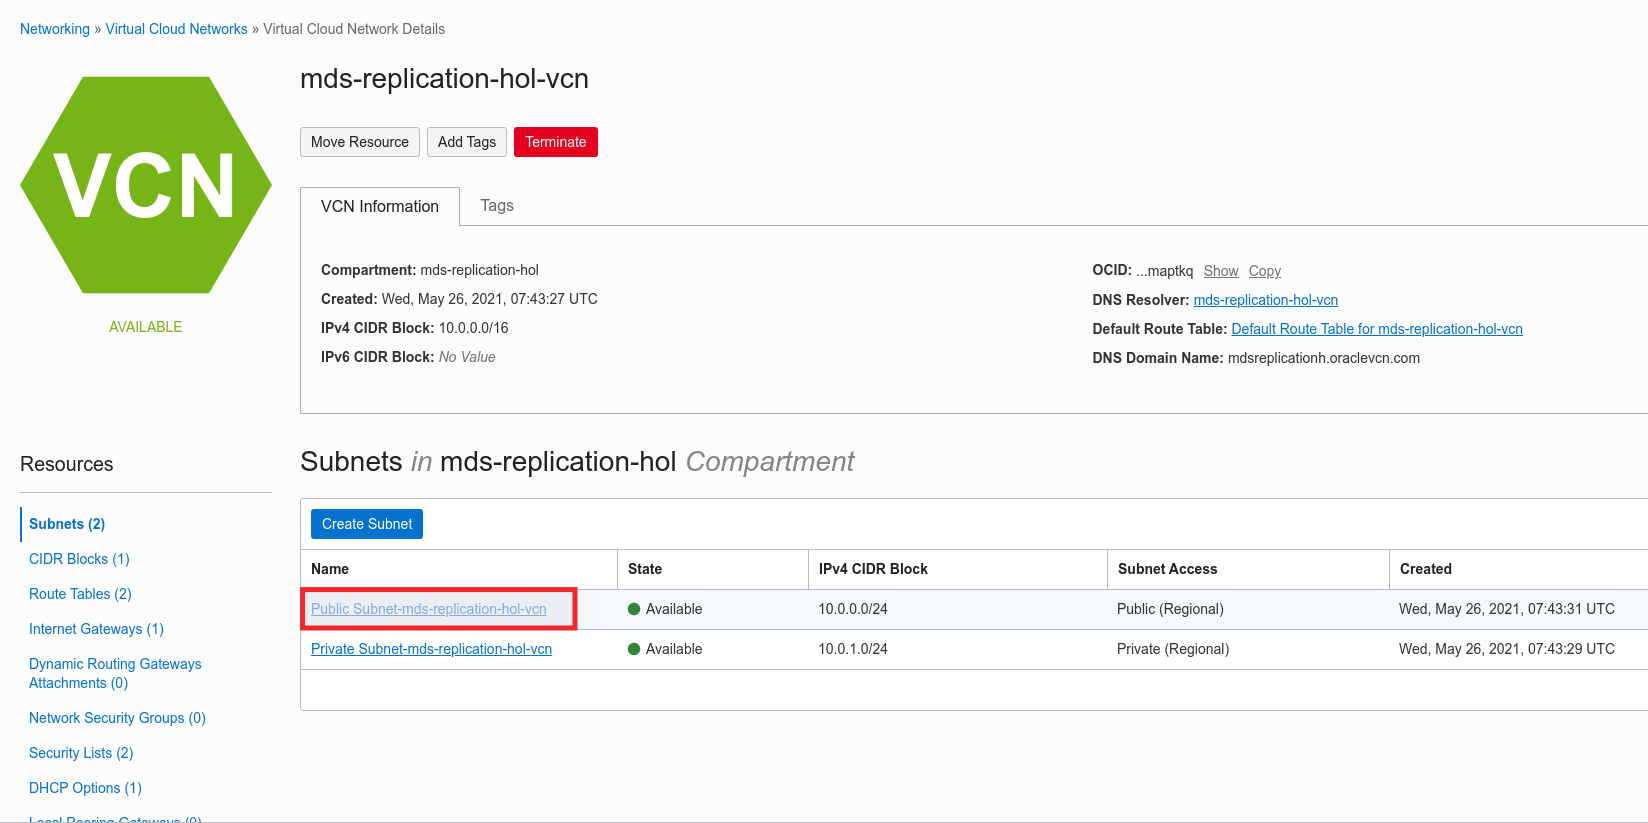 Networking » Virtual Cloud Networks » Virtual Cloud Network Details
VCN
AVAILABLE
mds-replication-hol-vcn
Move Resource Add Tags Terminate
VCN Information Tags
Compartment: mds-replication-hol
Created: Wed, May 26, 2021, 07:43:27 UTC
IPv4 CIDR Block: 10.0.0.0/16
IPv6 CIDR Block: No Value
OCID: ...maptkq Show Copy
DNS Resolver: mds-replication-hol-vcn
Default Route Table: Default Route Table for mds-replication-hol-vcn
DNS Domain Name: mdsreplicationh.oraclevcn.com
Resources
Subnets (2)
CIDR Blocks (1)
Route Tables (2)
Internet Gateways (1)
Dynamic Routing Gateways
Attachments (0)
Network Security Groups (0)
Security Lists (2)
DHCP Options (1)
Local Peering Gateways (0)
Subnets in mds-replication-hol Compartment
Create Subnet
Name State IPv4 CIDR Block Subnet Access Created
Public Subnet-mds-replication-hol-vcn Available 10.0.0.0/24 Public (Regional) Wed, May 26, 2021, 07:43:31 UTC
Private Subnet-mds-replication-hol-vcn Available 10.0.1.0/24 Private (Regional) Wed, May 26, 2021, 07:43:29 UTC